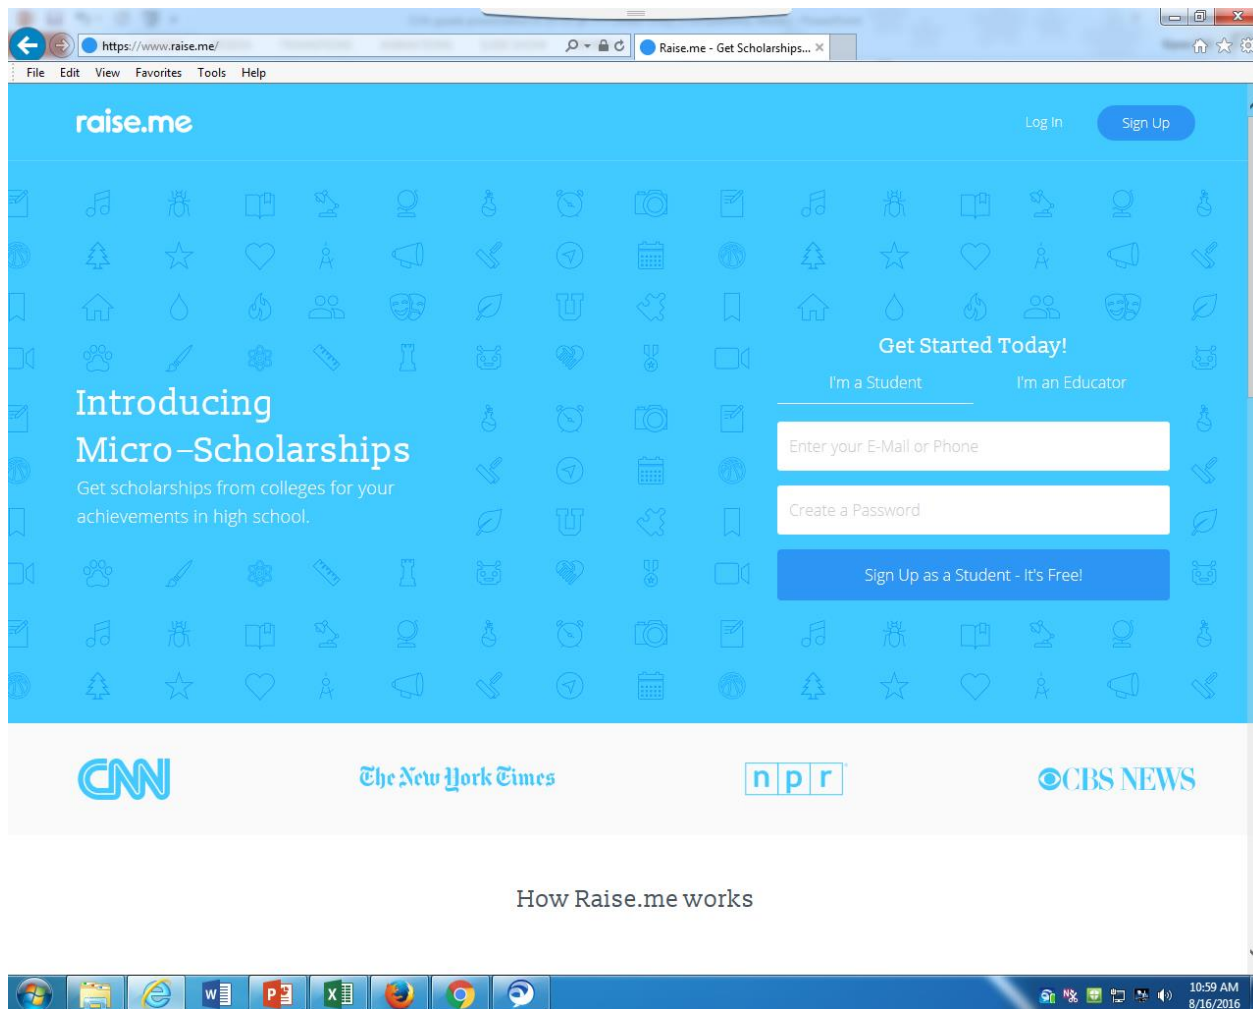 https://www.raise.me/
Raise.me - Get Scholarships...
File Edit View Favorites Tools Help
raise.me
Log In
Sign Up
Get Started Today!
I'm a Student
I'm an Educator
Introducing
Micro-Scholarships
Get scholarships from colleges for your
achievements in high school.
Enter your E-Mail or Phone
Create a Password
Sign Up as a Student - It's Free!
CNN
The New York Times
npr
CBS NEWS
How Raise.me works
10:59 AM
8/16/2016